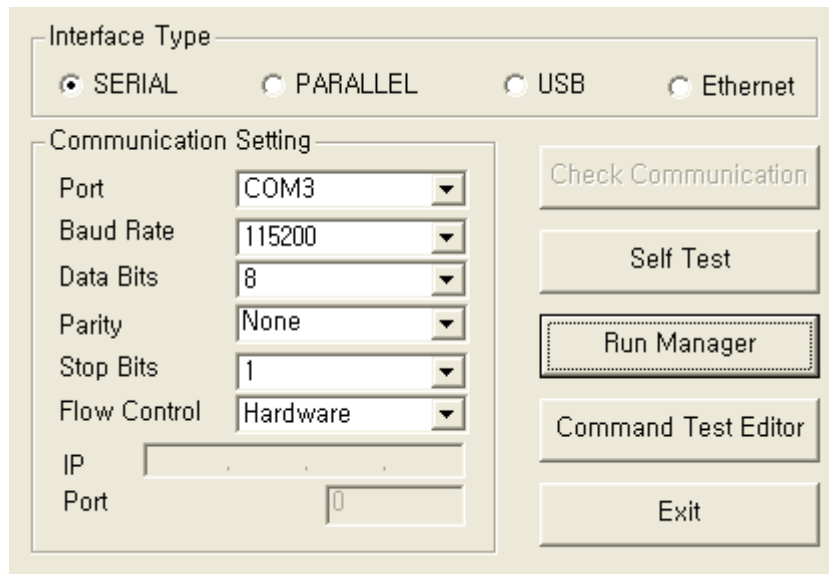 Interface Type
SERIAL PARALLEL USB Ethernet
Communication Setting
Port COM3
Baud Rate 115200
Data Bits 8
Parity None
Stop Bits 1
Flow Control Hardware
IP . . .
Port 0
Check Communication
Self Test
Run Manager
Command Test Editor
Exit